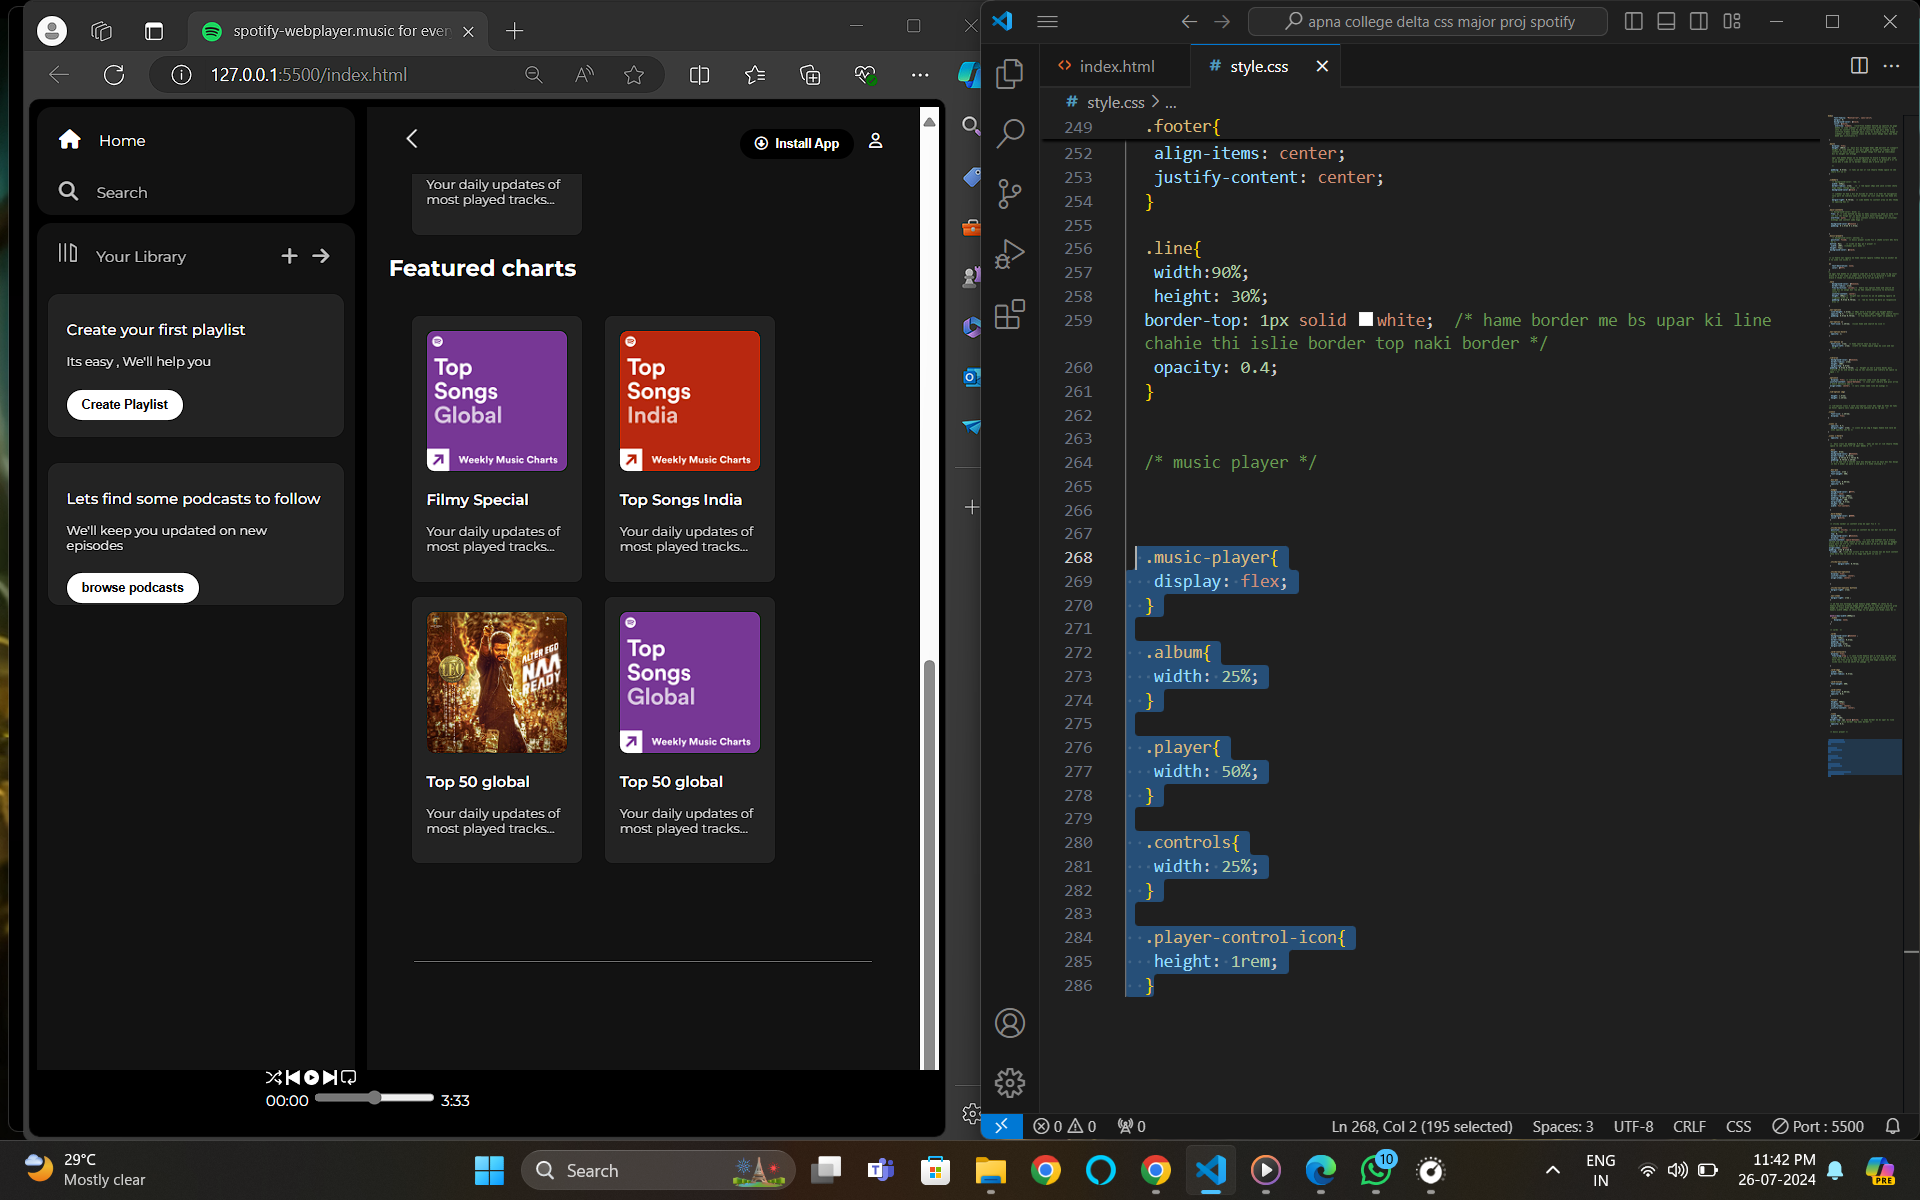 spotify-webplayer.music for ever
127.0.0.1:5500/index.html
Home
Search
Your Library
Create your first playlist
Its easy , We'll help you
Create Playlist
Lets find some podcasts to follow
We'll keep you updated on new
episodes
browse podcasts
Install App
Your daily updates of
most played tracks...
Featured charts
Top
Songs
Global
Weekly Music Charts
Filmy Special
Your daily updates of
most played tracks...
Top
Songs
India
Weekly Music Charts
Top Songs India
Your daily updates of
most played tracks...
LEO
ALTER EGO
NAA
READY
Top 50 global
Your daily updates of
most played tracks...
Top
Songs
Global
Weekly Music Charts
Top 50 global
Your daily updates of
most played tracks...
00:00
3:33
apna college delta css major proj spotify
index.html
# style.css
# style.css > ...
249 .footer{
252 align-items: center;
253 justify-content: center;
254 }
255
256 .line{
257 width:90%;
258 height: 30%;
259 border-top: 1px solid white; /* hame border me bs upar ki line
chahie thi islie border top naki border */
260 opacity: 0.4;
261 }
262
263
264 /* music player */
265
266
267
268 .music-player{
269 display: flex;
270 }
271
272 .album{
273 width: 25%;
274 }
275
276 .player{
277 width: 50%;
278 }
279
280 .controls{
281 width: 25%;
282 }
283
284 .player-control-icon{
285 height: 1rem;
286 }
0 0 0
Ln 268, Col 2 (195 selected)
Spaces: 3
UTF-8
CRLF
CSS
Port : 5500
29°C
Mostly clear
Search
10
ENG
IN
11:42 PM
26-07-2024
PRE